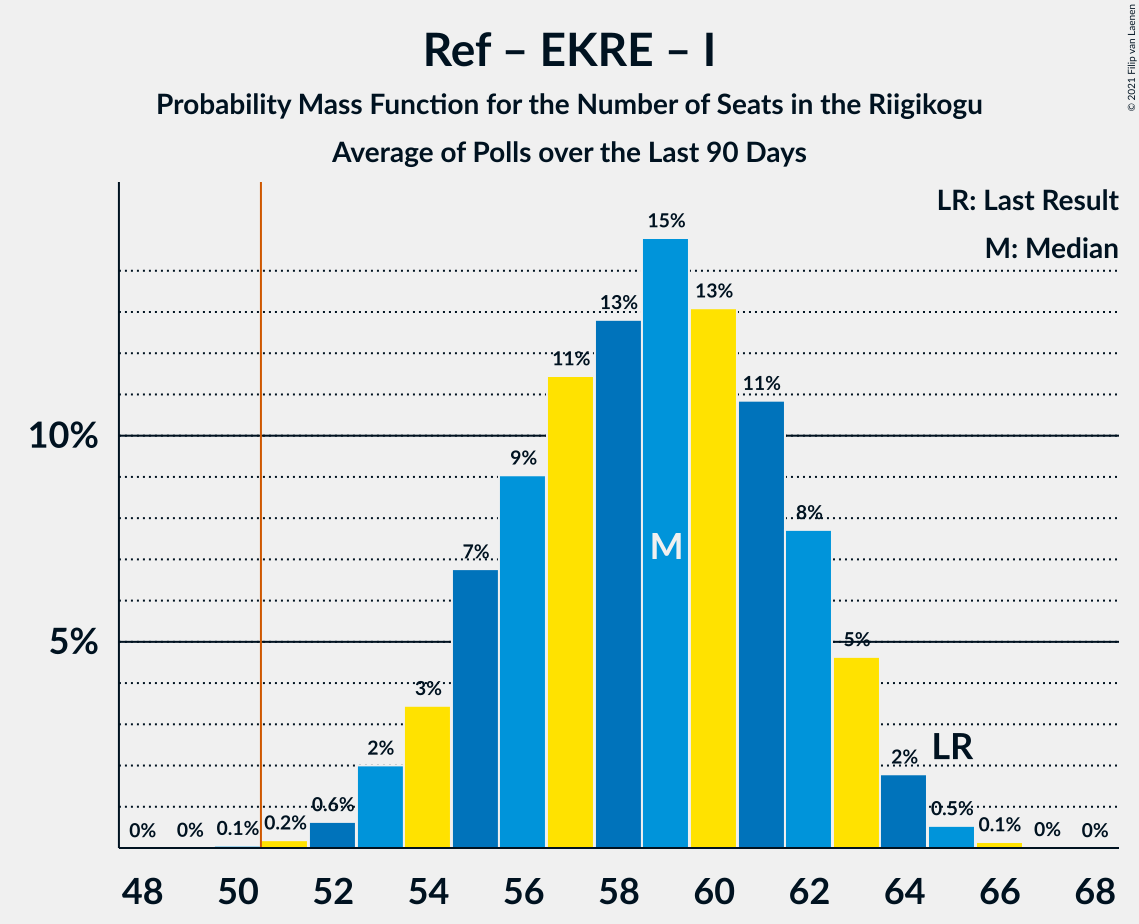 Ref – EKRE – I
Probability Mass Function for the Number of Seats in the Riigikogu
Average of Polls over the Last 90 Days
© 2021 Filip van Laenen
LR: Last Result
M: Median
15%
13%
13%
11%
11%
10%
9%
8%
7%
M
5%
5%
3%
2%
LR
2%
0.6%
0.5%
0% 0% 0.1% 0.2%
0.1% 0% 0%
48 50 52 54 56 58 60 62 64 66 68